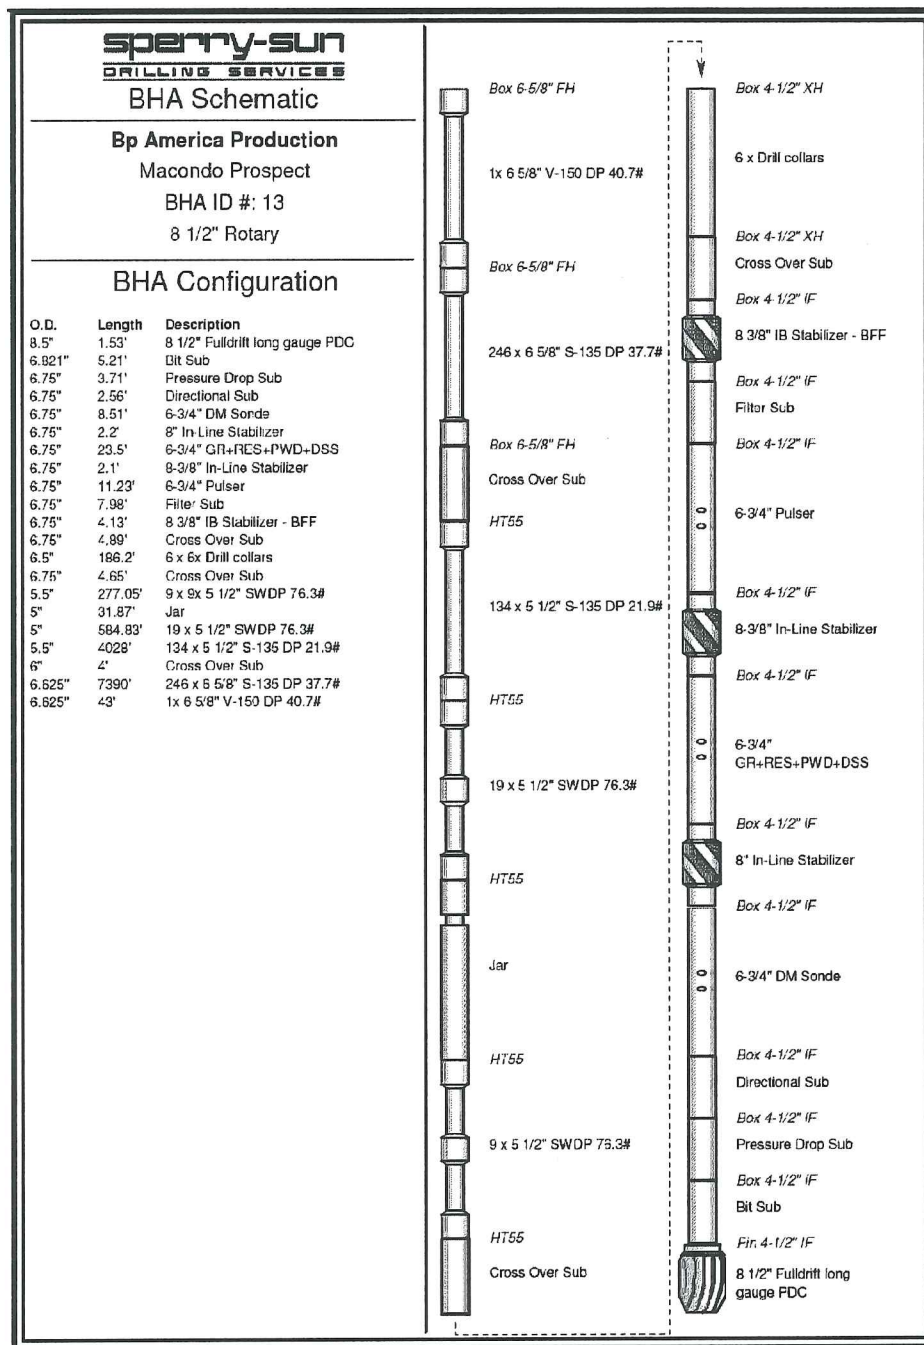 sperry-sun
DRILLING SERVICES
BHA Schematic
Bp America Production
Macondo Prospect
BHA ID #: 13
8 1/2" Rotary
BHA Configuration
O.D. Length Description
8.5" 1.53' 8 1/2" Fulldrift long gauge PDC
6.821" 5.21' Bit Sub
6.75" 3.71' Pressure Drop Sub
6.75" 2.56' Directional Sub
6.75" 8.51' 6-3/4" DM Sonde
6.75" 2.2' 8" In-Line Stabilizer
6.75" 23.5' 6-3/4" GR+RES+PWD+DSS
6.75" 2.1' 8-3/8" In-Line Stabilizer
6.75" 11.23' 6-3/4" Pulser
6.75" 7.98' Filter Sub
6.75" 4.13' 8 3/8" IB Stabilizer - BFF
6.75" 4.89' Cross Over Sub
6.5" 186.2' 6 x 6x Drill collars
6.75" 4.65' Cross Over Sub
5.5" 277.05' 9 x 9x 5 1/2" SWDP 76.3#
5" 31.87' Jar
5" 584.83' 19 x 5 1/2" SWDP 76.3#
5.5" 4028' 134 x 5 1/2" S-135 DP 21.9#
6" 4' Cross Over Sub
6.625" 7390' 246 x 6 5/8" S-135 DP 37.7#
6.625" 43' 1x 6 5/8" V-150 DP 40.7#
Box 6-5/8" FH
1x 6 5/8" V-150 DP 40.7#
Box 6-5/8" FH
246 x 6 5/8" S-135 DP 37.7#
Box 6-5/8" FH
Cross Over Sub
HT55
134 x 5 1/2" S-135 DP 21.9#
HT55
19 x 5 1/2" SWDP 76.3#
HT55
Jar
HT55
9 x 5 1/2" SWDP 76.3#
HT55
Cross Over Sub
Box 4-1/2" XH
6 x Drill collars
Box 4-1/2" XH
Cross Over Sub
Box 4-1/2" IF
8 3/8" IB Stabilizer - BFF
Box 4-1/2" IF
Filter Sub
Box 4-1/2" IF
6-3/4" Pulser
Box 4-1/2" IF
8-3/8" In-Line Stabilizer
Box 4-1/2" IF
6-3/4"
GR+RES+PWD+DSS
Box 4-1/2" IF
8" In-Line Stabilizer
Box 4-1/2" IF
6-3/4" DM Sonde
Box 4-1/2" IF
Directional Sub
Box 4-1/2" IF
Pressure Drop Sub
Box 4-1/2" IF
Bit Sub
Pin 4-1/2" IF
8 1/2" Fulldrift long
gauge PDC